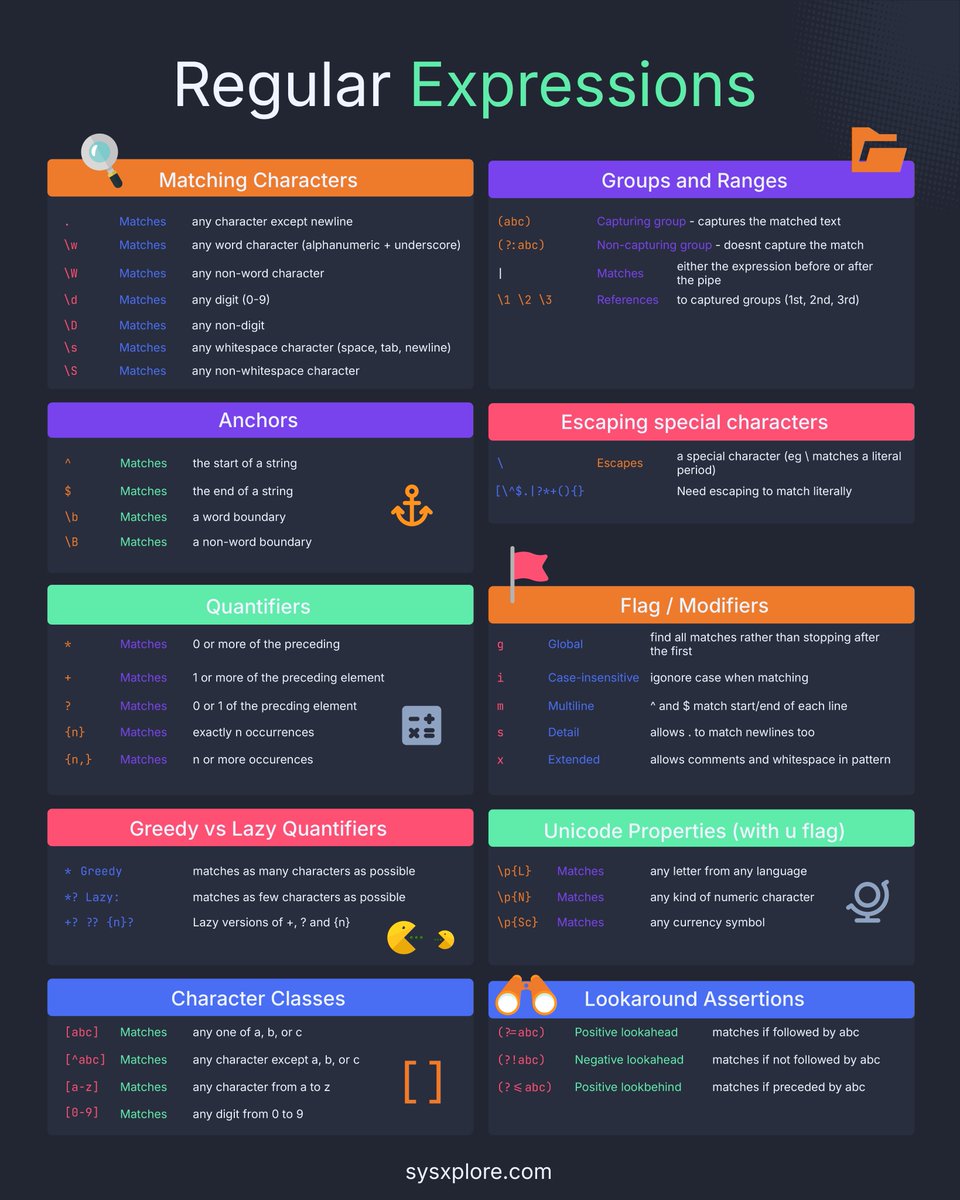 Regular Expressions
Matching Characters
. Matches any character except newline
\w Matches any word character (alphanumeric + underscore)
\W Matches any non-word character
\d Matches any digit (0-9)
\D Matches any non-digit
\s Matches any whitespace character (space, tab, newline)
\S Matches any non-whitespace character
Groups and Ranges
(abc) Capturing group - captures the matched text
(?:abc) Non-capturing group - doesnt capture the match
| Matches either the expression before or after
the pipe
\1 \2 \3 References to captured groups (1st, 2nd, 3rd)
Anchors
^ Matches the start of a string
$ Matches the end of a string
\b Matches a word boundary
\B Matches a non-word boundary
Escaping special characters
\ Escapes a special character (eg \ matches a literal
period)
[\^$.|?*+(){} Need escaping to match literally
Quantifiers
* Matches 0 or more of the preceding
+ Matches 1 or more of the preceding element
? Matches 0 or 1 of the precding element
{n} Matches exactly n occurrences
{n,} Matches n or more occurences
Flag / Modifiers
g Global find all matches rather than stopping after
the first
i Case-insensitive igonore case when matching
m Multiline ^ and $ match start/end of each line
s Detail allows . to match newlines too
x Extended allows comments and whitespace in pattern
Greedy vs Lazy Quantifiers
* Greedy matches as many characters as possible
*? Lazy: matches as few characters as possible
+? ?? {n}? Lazy versions of +, ? and {n}
Unicode Properties (with u flag)
\p{L} Matches any letter from any language
\p{N} Matches any kind of numeric character
\p{Sc} Matches any currency symbol
Character Classes
[abc] Matches any one of a, b, or c
[^abc] Matches any character except a, b, or c
[a-z] Matches any character from a to z
[0-9] Matches any digit from 0 to 9
Lookaround Assertions
(?=abc) Positive lookahead matches if followed by abc
(?!abc) Negative lookahead matches if not followed by abc
(?<=abc) Positive lookbehind matches if preceded by abc
sysxplore.com